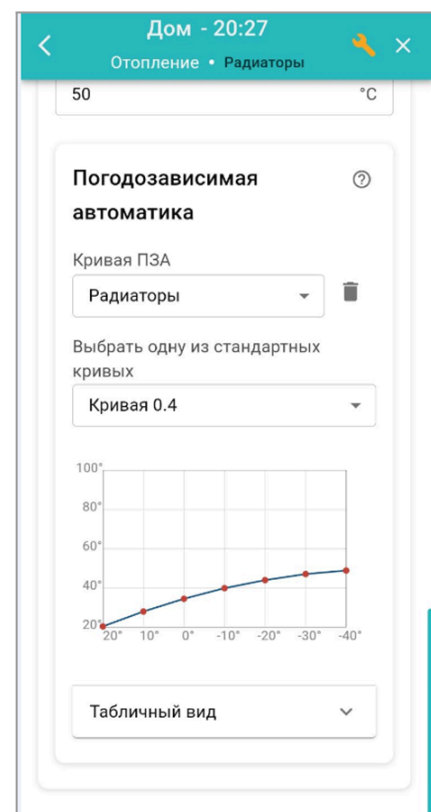 Дом - 20:27
Отопление • Радиаторы
50 °C
Погодозависимая
автоматика
Кривая ПЗА
Радиаторы
Выбрать одну из стандартных
кривых
Кривая 0.4
100°
80°
60°
40°
20°
20° 10° 0° -10° -20° -30° -40°
Табличный вид